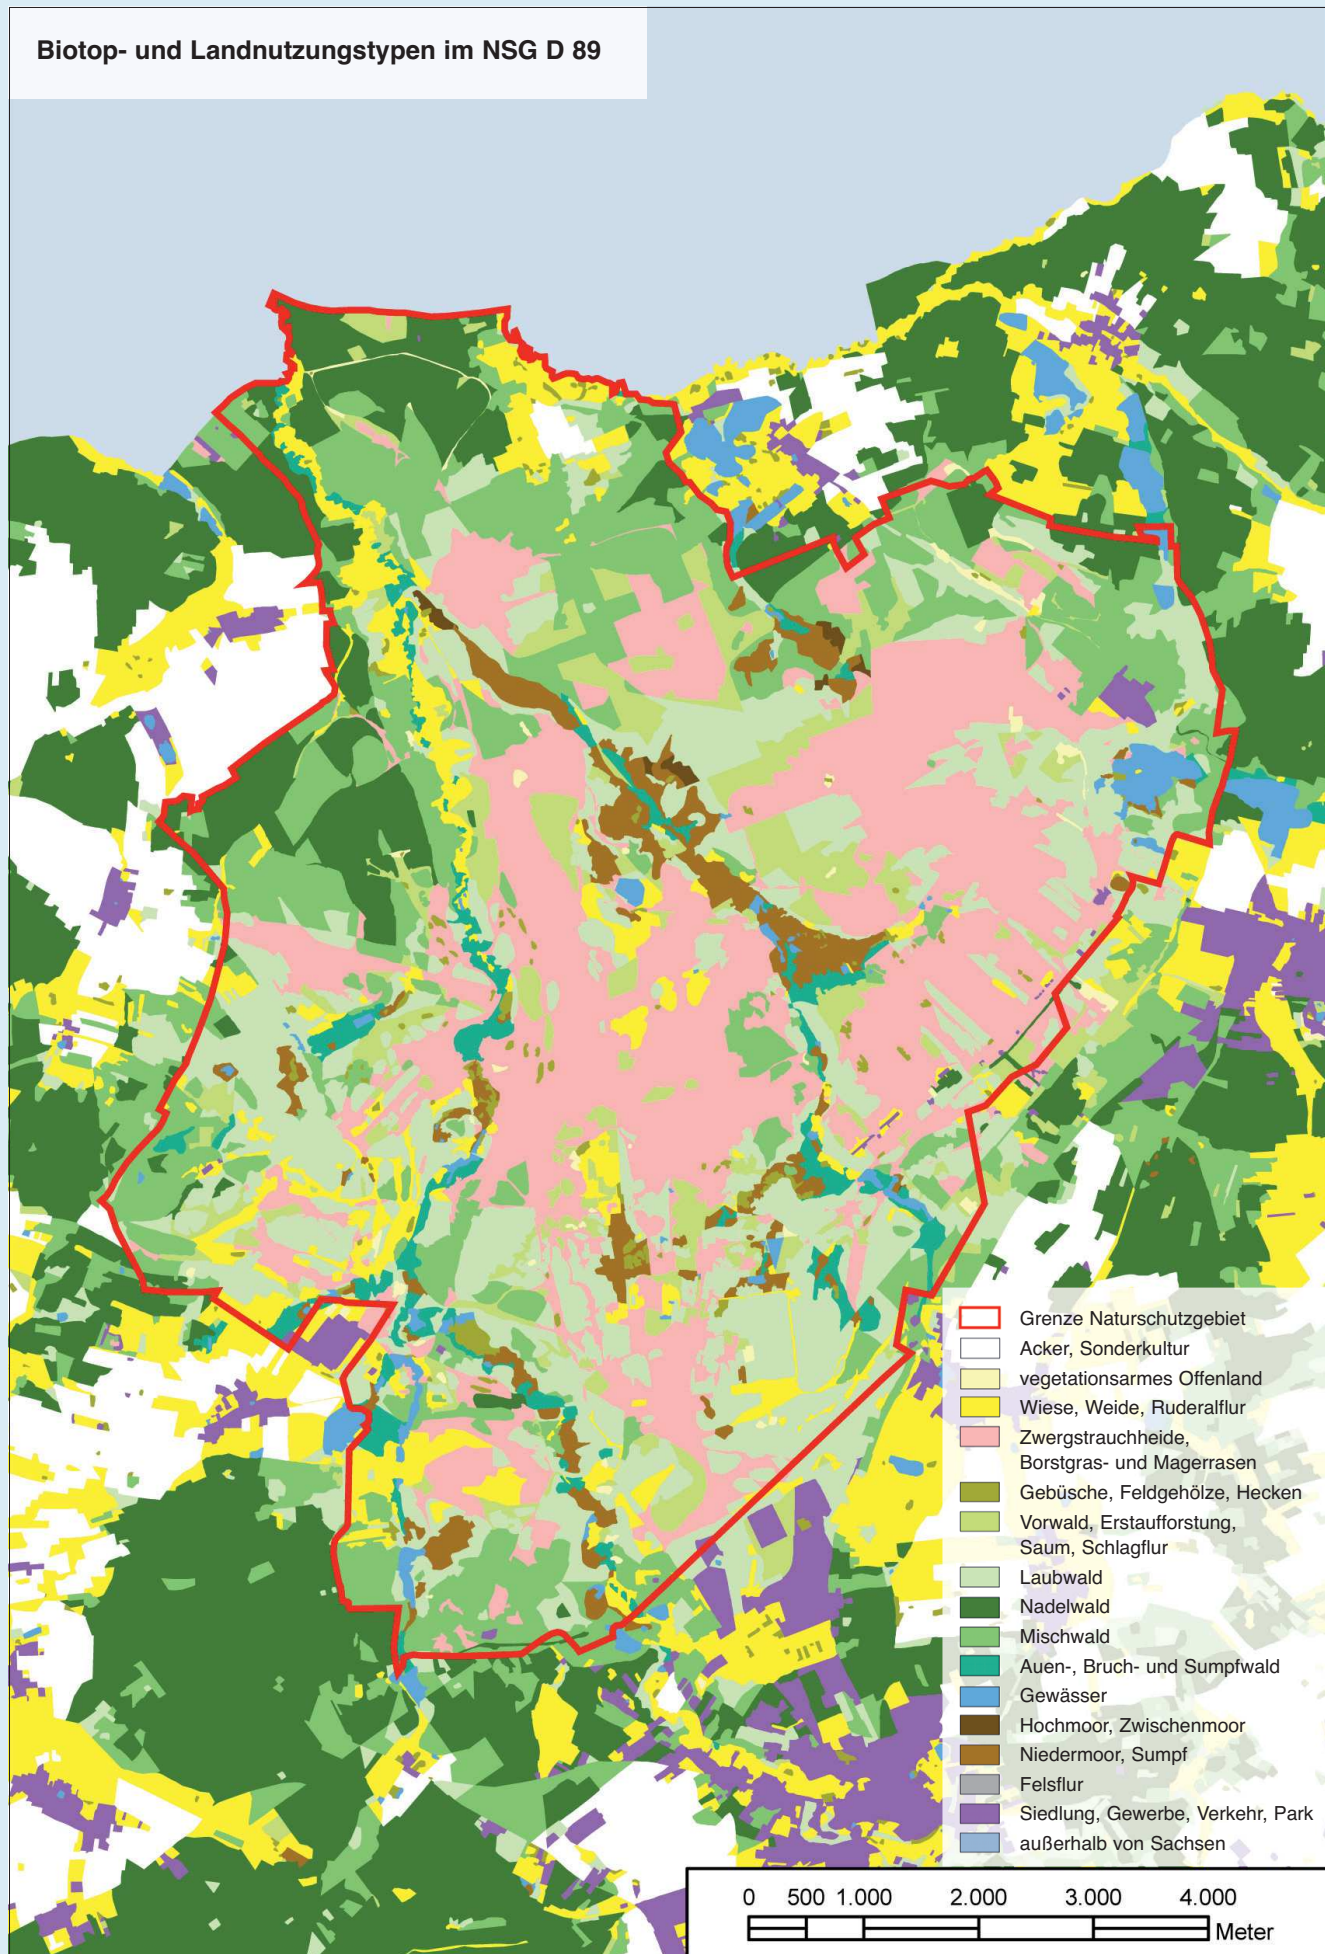 Biotop- und Landnutzungstypen im NSG D 89
Grenze Naturschutzgebiet
Acker, Sonderkultur
vegetationsarmes Offenland
Wiese, Weide, Ruderalflur
Zwergstrauchheide,
Borstgras- und Magerrasen
Gebüsche, Feldgehölze, Hecken
Vorwald, Erstaufforstung,
Saum, Schlagflur
Laubwald
Nadelwald
Mischwald
Auen-, Bruch- und Sumpfwald
Gewässer
Hochmoor, Zwischenmoor
Niedermoor, Sumpf
Felsflur
Siedlung, Gewerbe, Verkehr, Park
außerhalb von Sachsen
0 500 1.000 2.000 3.000 4.000
Meter